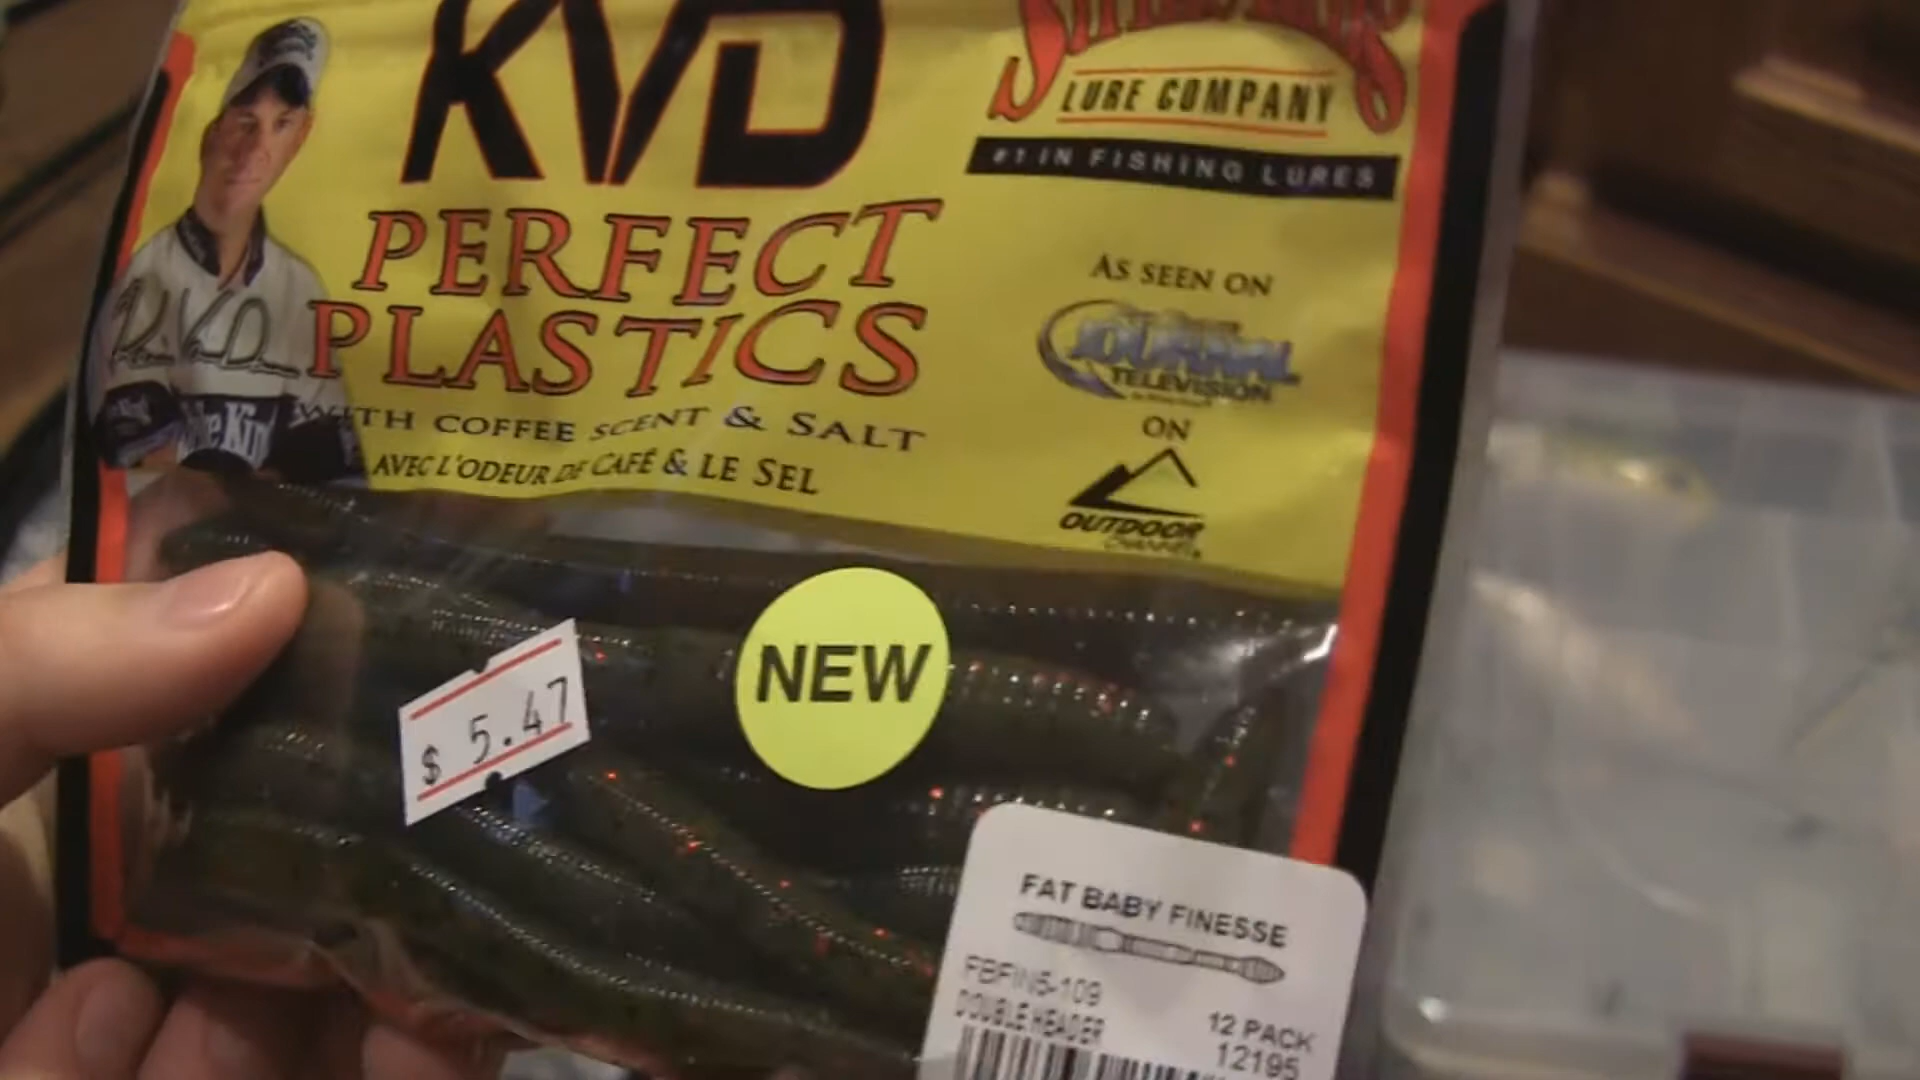 KVD
LURE COMPANY
#1 IN FISHING LURES
PERFECT
PLASTICS
WITH COFFEE SCENT & SALT
AVEC L'ODEUR DE CAFÉ & LE SEL
AS SEEN ON
JOURNAL
TELEVISION
ON
OUTDOOR
CHANNEL
NEW
$ 5.47
FAT BABY FINESSE
FBFIN5-109
DOUBLE HEADER
12 PACK
12195